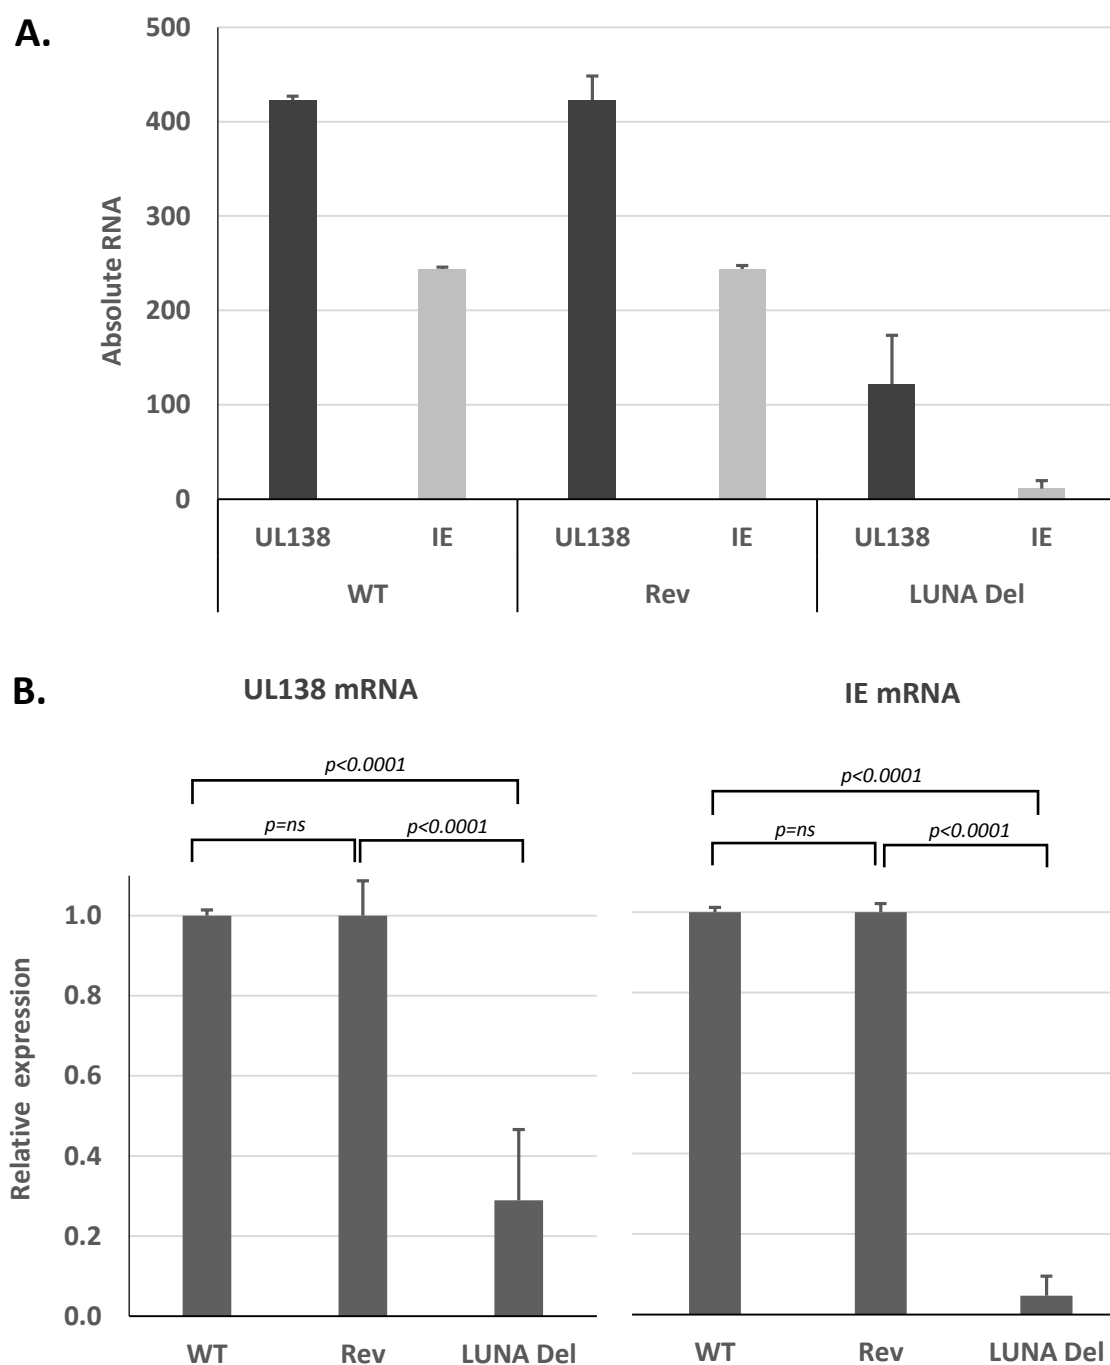 A.
500
400
300
200
100
0
Absolute RNA
UL138 IE UL138 IE UL138 IE
WT Rev LUNA Del
B.
UL138 mRNA
IE mRNA
p<0.0001
p<0.0001
p=ns
p<0.0001
p=ns
p<0.0001
1.0
0.8
0.6
0.4
0.2
0.0
Relative expression
WT Rev LUNA Del
WT Rev LUNA Del